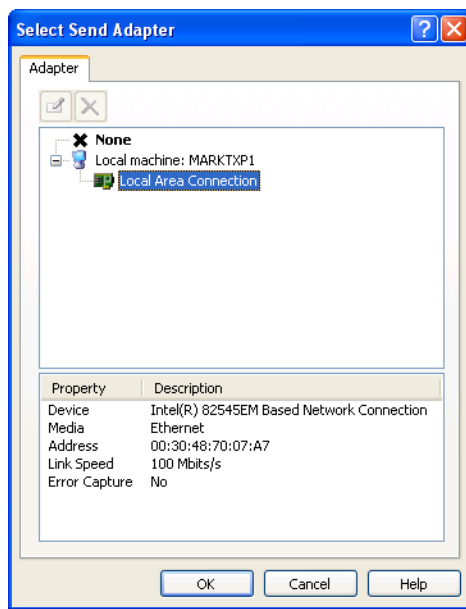 Select Send Adapter
Adapter
None
Local machine: MARKTXP1
Local Area Connection
Property Description
Device Intel(R) 82545EM Based Network Connection
Media Ethernet
Address 00:30:48:70:07:A7
Link Speed 100 Mbits/s
Error Capture No
OK Cancel Help